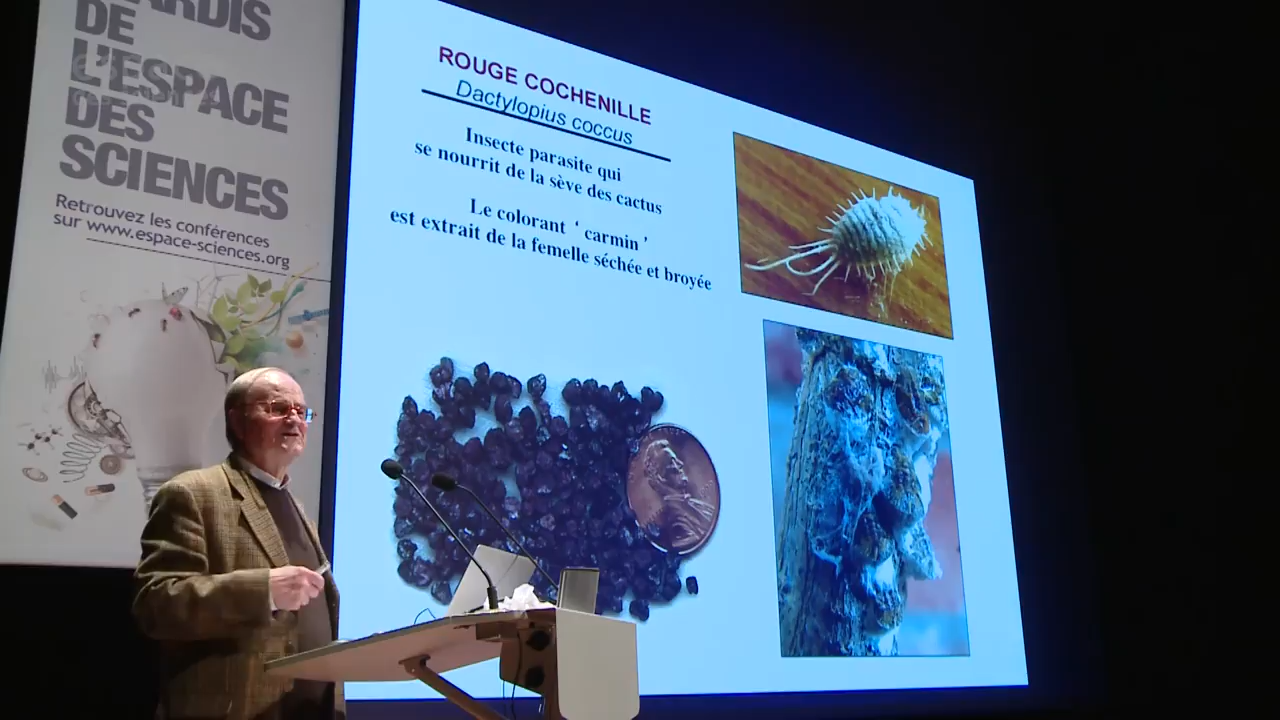 MARDIS
DE
L'ESPACE
DES
SCIENCES
Retrouvez les conférences
sur www.espace-sciences.org
ROUGE COCHENILLE
Dactylopius coccus
Insecte parasite qui
se nourrit de la sève des cactus
Le colorant ‘ carmin ’
est extrait de la femelle séchée et broyée